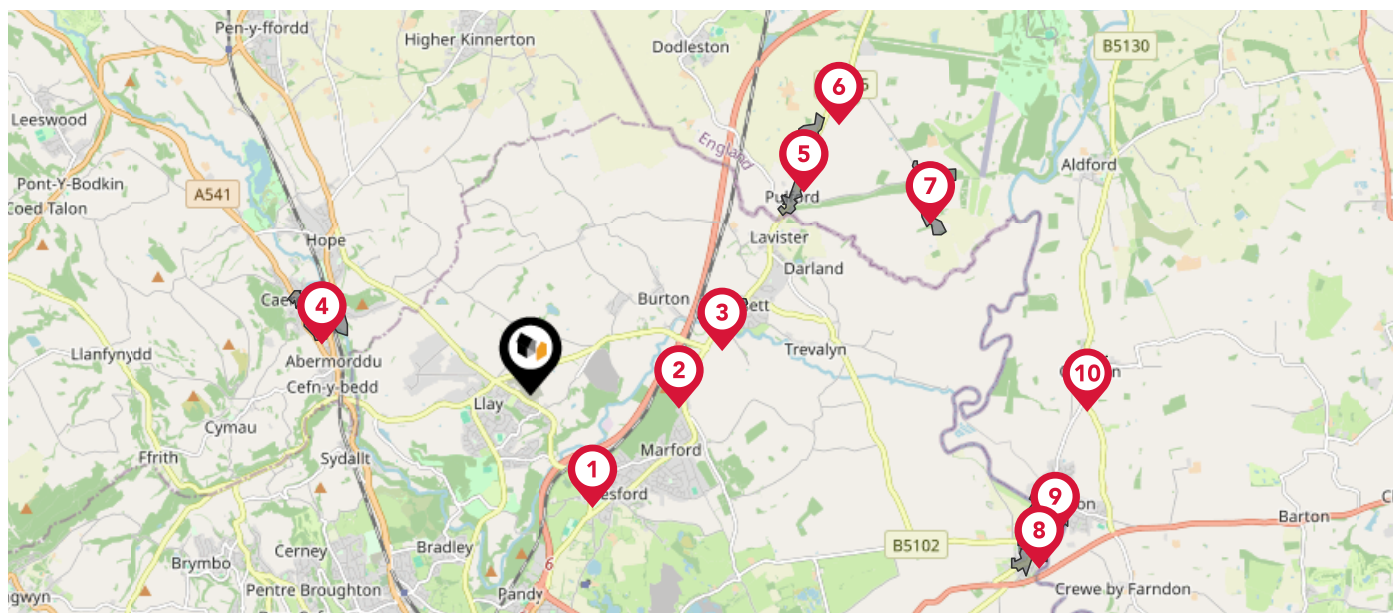 Pen-y-ffordd
Higher Kinnerton
Dodleston
B5130
6
5
Leeswood
England
5
Aldford
Pont-Y-Bodkin
A541
7
Coed Talon
Pulford
Hope
Lavister
Darland
4
Burton
3
Llanfynydd
Trevalyn
Abermorddu
2
10
Cefn-y-bedd
Llay
Cymau
Ffrith
Sydallt
Marford
1
9
Barton
8
B5102
Cerney
Bradley
Brymbo
6
Pentre Broughton
Pandy
Crewe by Farndon